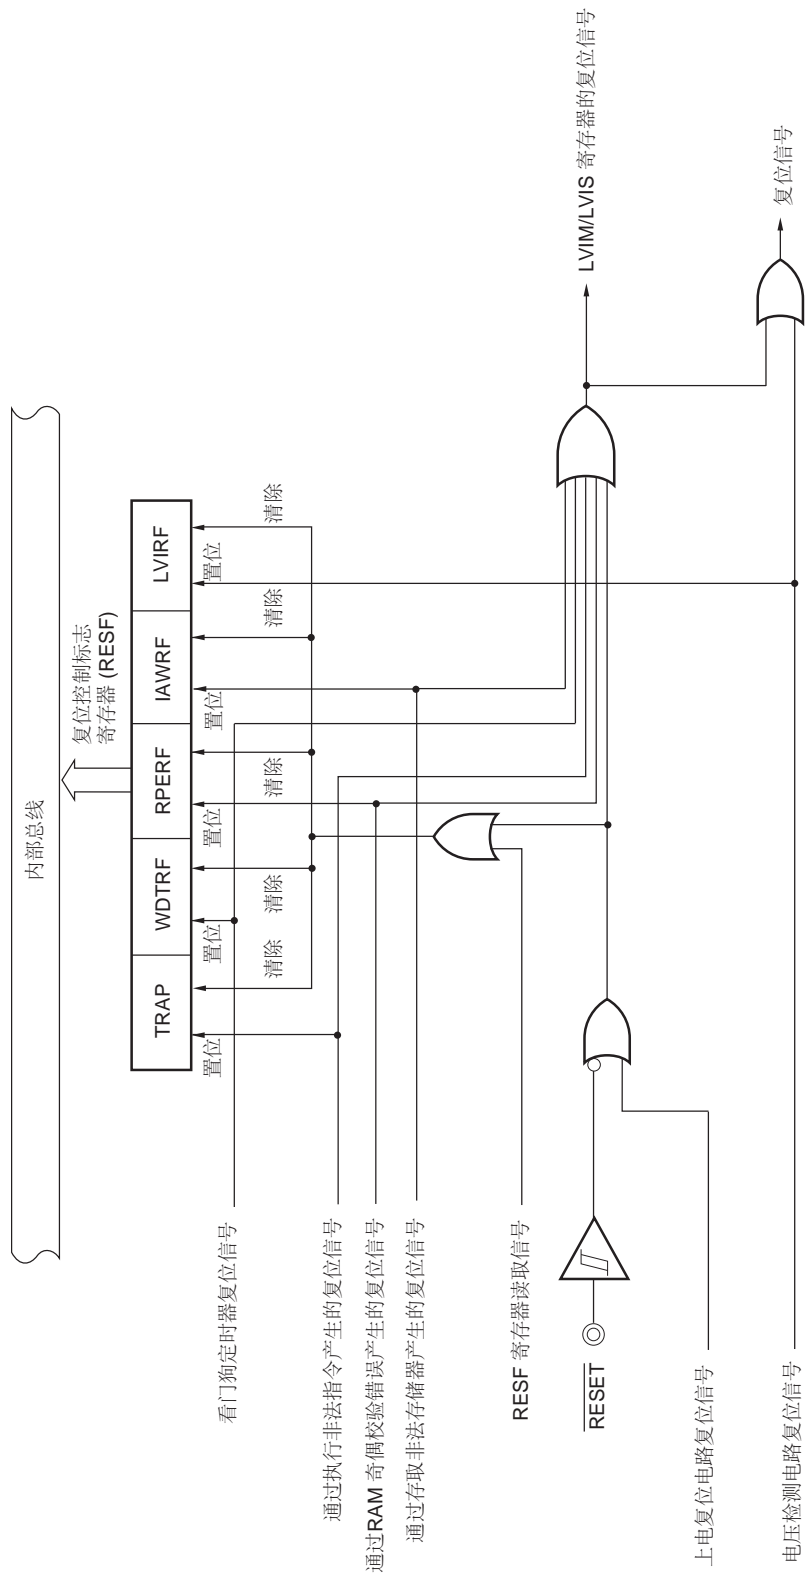 内部总线
复位控制标志
寄存器 (RESF)
TRAP
WDTRF
RPERF
IAWRF
LVIRF
置位
清除
置位
清除
置位
清除
置位
清除
置位
清除
看门狗定时器复位信号
通过执行非法指令产生的复位信号
通过RAM 奇偶校验错误产生的复位信号
通过存取非法存储器产生的复位信号
RESF 寄存器读取信号
RESET
上电复位电路复位信号
电压检测电路复位信号
LVIM/LVIS 寄存器的复位信号
复位信号